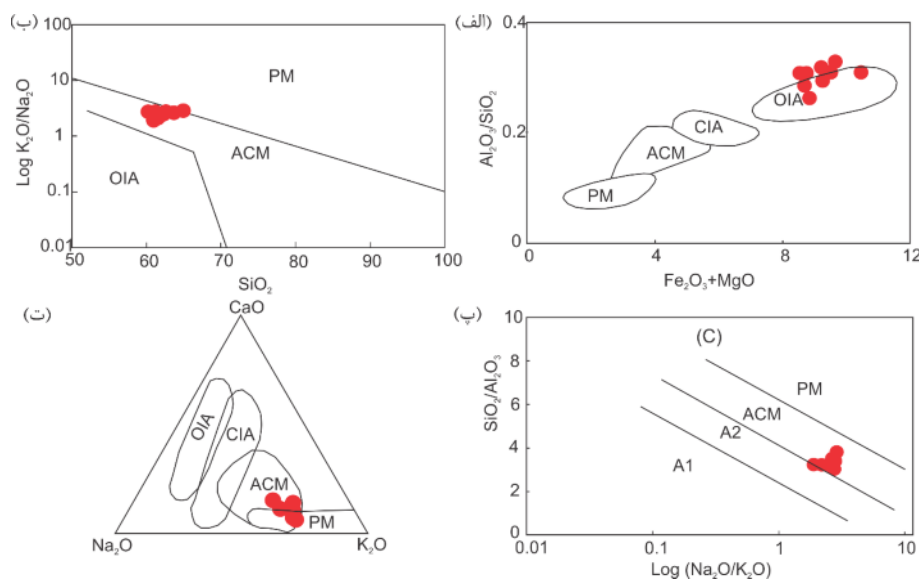 (ب)
100
10
1
0.1
0.01
Log K₂O/Na₂O
PM
ACM
OIA
50
60
70
80
90
100
SiO₂
(الف)
0.4
0.2
0
Al₂O₃/SiO₂
OIA
CIA
ACM
PM
0
4
8
12
Fe₂O₃+MgO
(ت)
CaO
OIA
CIA
ACM
PM
Na₂O
K₂O
(پ)
(C)
10
8
6
4
2
0
SiO₂/Al₂O₃
PM
ACM
A2
A1
0.01
0.1
1
10
Log (Na₂O/K₂O)